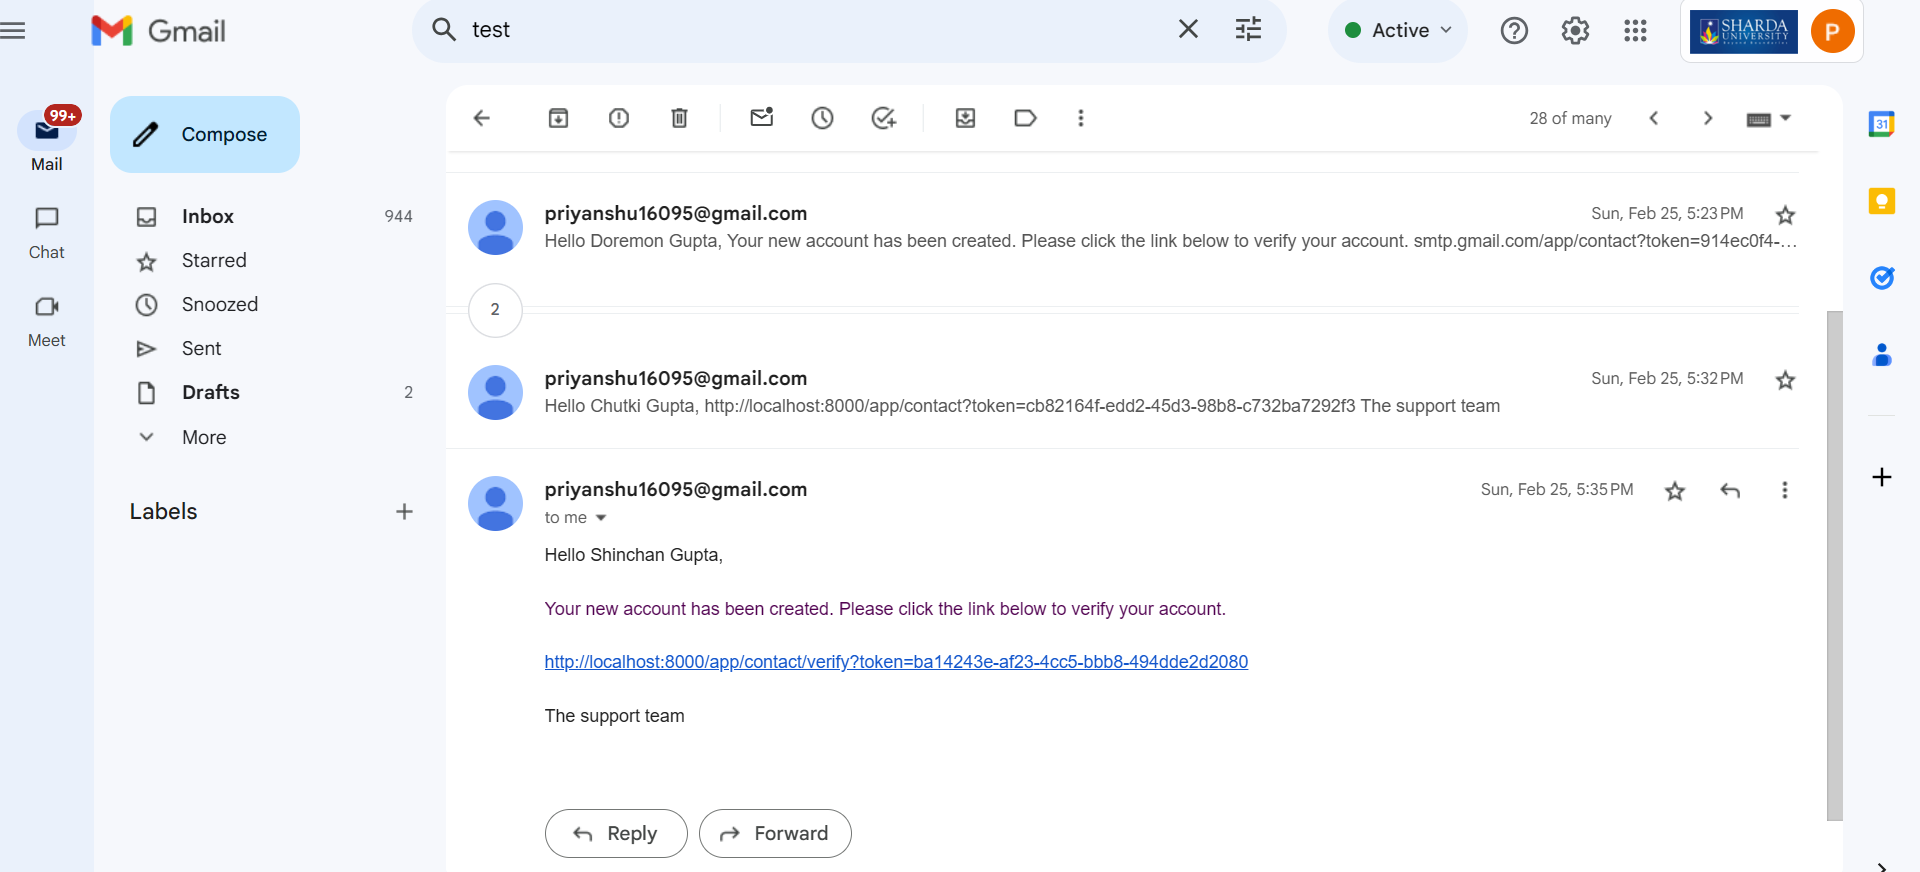 Gmail
test
Active
SHARDA
UNIVERSITY
P
99+
Mail
Chat
Meet
Compose
Inbox 944
Starred
Snoozed
Sent
Drafts 2
More
Labels
28 of many
31
priyanshu16095@gmail.com Sun, Feb 25, 5:23 PM
Hello Doremon Gupta, Your new account has been created. Please click the link below to verify your account. smtp.gmail.com/app/contact?token=914ec0f4-...
2
priyanshu16095@gmail.com Sun, Feb 25, 5:32 PM
Hello Chutki Gupta, http://localhost:8000/app/contact?token=cb82164f-edd2-45d3-98b8-c732ba7292f3 The support team
priyanshu16095@gmail.com Sun, Feb 25, 5:35 PM
to me
Hello Shinchan Gupta,
Your new account has been created. Please click the link below to verify your account.
http://localhost:8000/app/contact/verify?token=ba14243e-af23-4cc5-bbb8-494dde2d2080
The support team
Reply
Forward